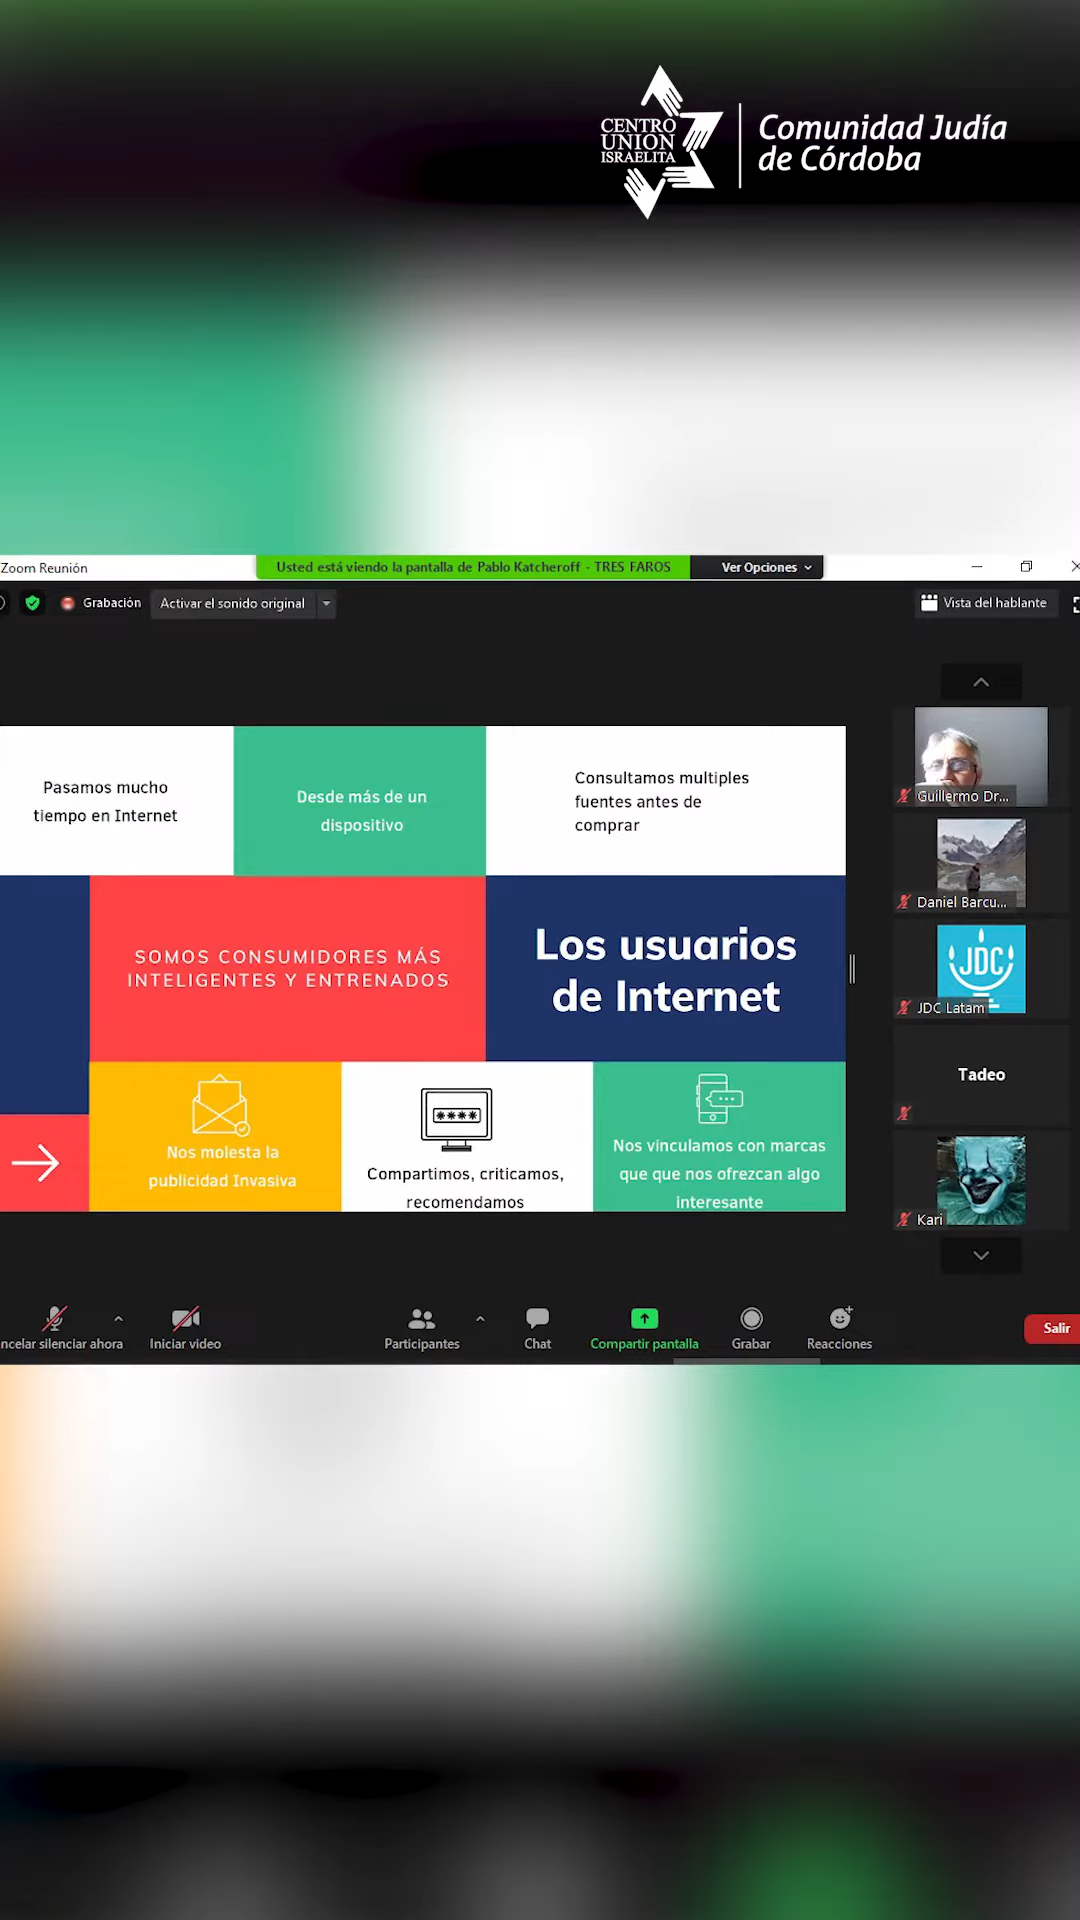 CENTRO
UNION
ISRAELITA
Comunidad Judía
de Córdoba
Zoom Reunión
Usted está viendo la pantalla de Pablo Katcheroff - TRES FAROS
Ver Opciones
Grabación
Activar el sonido original
Vista del hablante
Pasamos mucho
tiempo en Internet
Desde más de un
dispositivo
Consultamos multiples
fuentes antes de
comprar
SOMOS CONSUMIDORES MÁS
INTELIGENTES Y ENTRENADOS
Los usuarios
de Internet
Nos molesta la
publicidad Invasiva
****
Compartimos, criticamos,
recomendamos
Nos vinculamos con marcas
que que nos ofrezcan algo
interesante
Guillermo Dr...
Daniel Barcu...
JDC
JDC Latam
Tadeo
Kari
ncelar silenciar ahora
Iniciar video
Participantes
Chat
Compartir pantalla
Grabar
Reacciones
Salir